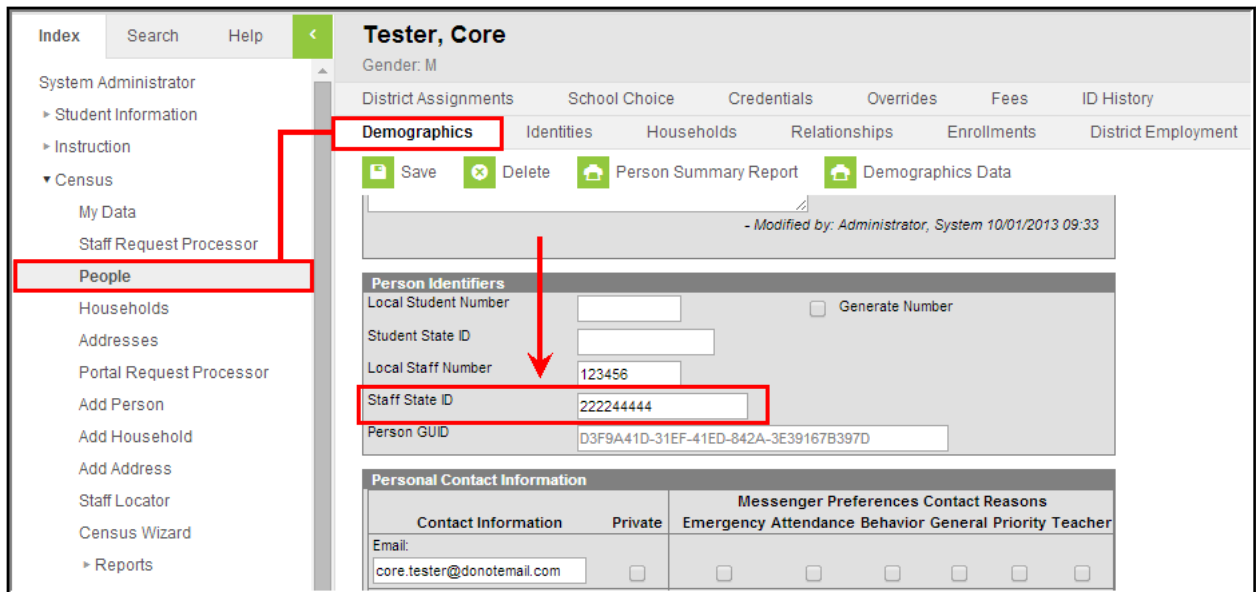 Index Search Help
System Administrator
Student Information
Instruction
Census
My Data
Staff Request Processor
People
Households
Addresses
Portal Request Processor
Add Person
Add Household
Add Address
Staff Locator
Census Wizard
Reports
Tester, Core
Gender: M
District Assignments School Choice Credentials Overrides Fees ID History
Demographics Identities Households Relationships Enrollments District Employment
Save Delete Person Summary Report Demographics Data
- Modified by: Administrator, System 10/01/2013 09:33
Person Identifiers
Local Student Number Generate Number
Student State ID
Local Staff Number 123456
Staff State ID 222244444
Person GUID D3F9A41D-31EF-41ED-842A-3E39167B397D
Personal Contact Information
Messenger Preferences Contact Reasons
Contact Information Private Emergency Attendance Behavior General Priority Teacher
Email:
core.tester@donotemail.com